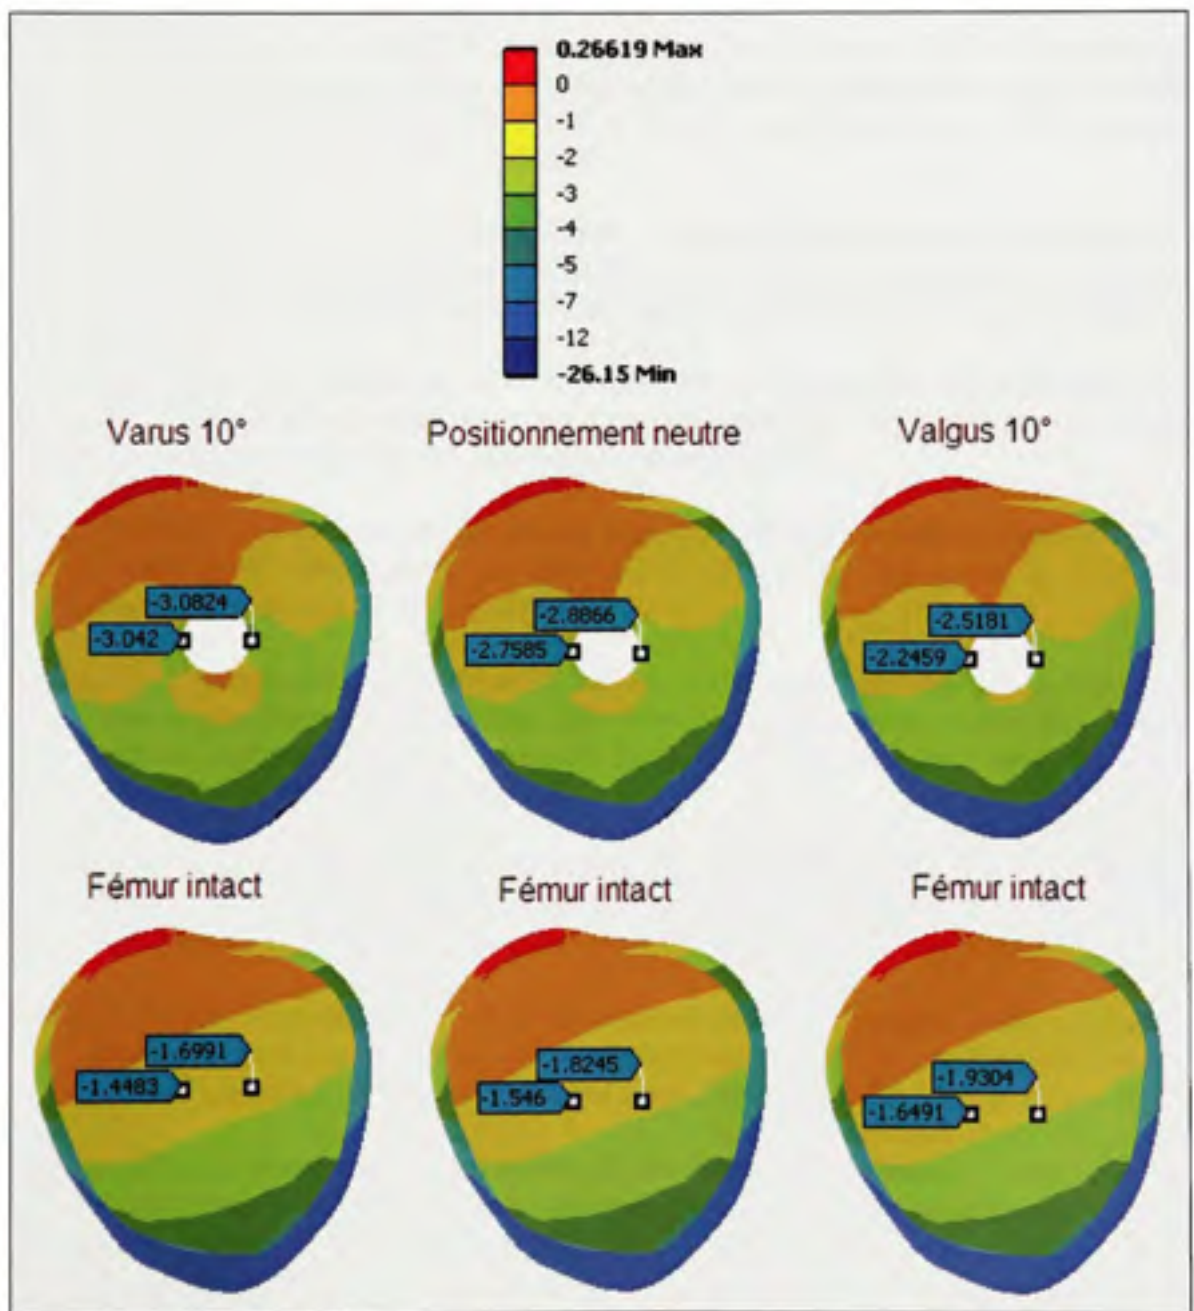 0.26619 Max
0
-1
-2
-3
-4
-5
-7
-12
-26.15 Min
Varus 10°
Positionnement neutre
Valgus 10°
-3.0824
-3.042
-2.8866
-2.7585
-2.5181
-2.2459
Fémur intact
Fémur intact
Fémur intact
-1.6991
-1.4483
-1.8245
-1.546
-1.9304
-1.6491